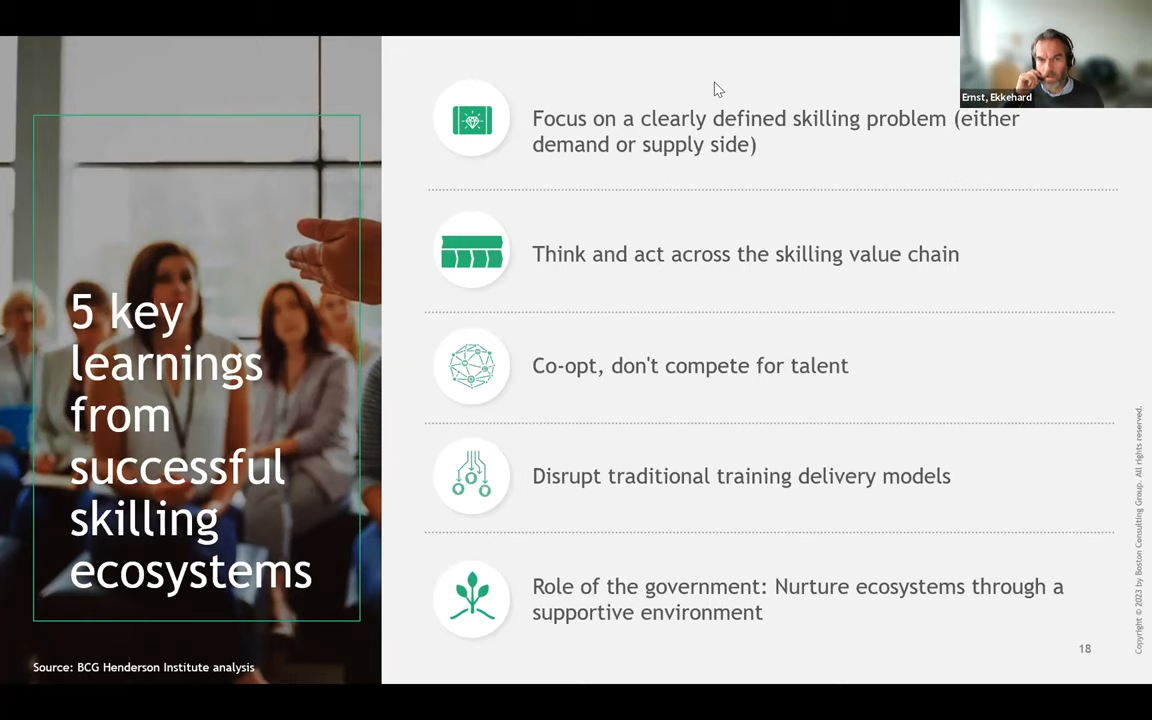 Ernst, Ekkehard
5 key
learnings
from
successful
skilling
ecosystems
Source: BCG Henderson Institute analysis
Focus on a clearly defined skilling problem (either
demand or supply side)
Think and act across the skilling value chain
Co-opt, don't compete for talent
Disrupt traditional training delivery models
Role of the government: Nurture ecosystems through a
supportive environment
18
Copyright © 2023 by Boston Consulting Group. All rights reserved.